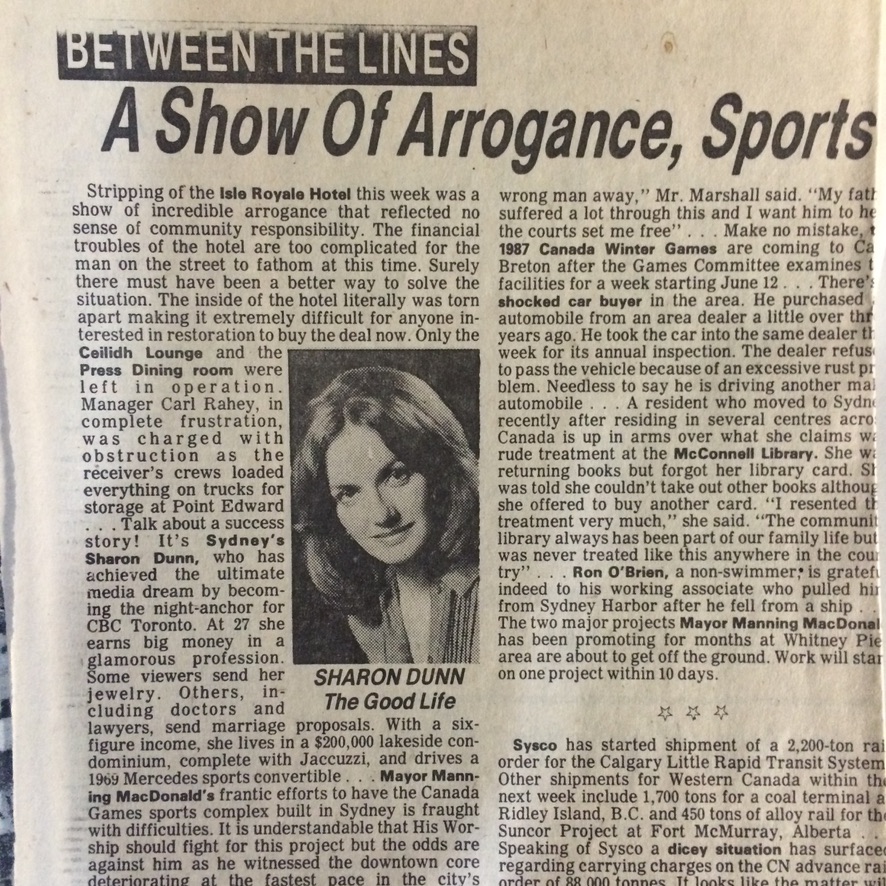 BETWEEN THE LINES
A Show Of Arrogance, Sports
Stripping of the Isle Royale Hotel this week was a
show of incredible arrogance that reflected no
sense of community responsibility. The financial
troubles of the hotel are too complicated for the
man on the street to fathom at this time. Surely
there must have been a better way to solve the
situation. The inside of the hotel literally was torn
apart making it extremely difficult for anyone in-
terested in restoration to buy the deal now. Only the
Ceilidh Lounge and the
Press Dining room were
left in operation.
Manager Carl Rahey, in
complete frustration,
was charged with
obstruction as the
receiver's crews loaded
everything on trucks for
storage at Point Edward
. . . Talk about a success
story! It's Sydney's
Sharon Dunn, who has
achieved the ultimate
media dream by becom-
ing the night-anchor for
CBC Toronto. At 27 she
earns big money in a
glamorous profession.
Some viewers send her
jewelry. Others, in-
cluding doctors and
lawyers, send marriage proposals. With a six-
figure income, she lives in a $200,000 lakeside con-
dominium, complete with Jaccuzzi, and drives a
1969 Mercedes sports convertible . . . Mayor Mann-
ing MacDonald's frantic efforts to have the Canada
Games sports complex built in Sydney is fraught
with difficulties. It is understandable that His Wor-
ship should fight for this project but the odds are
against him as he witnessed the downtown core
deteriorating at the fastest pace in the city's
SHARON DUNN
The Good Life
wrong man away," Mr. Marshall said. "My fath
suffered a lot through this and I want him to he
the courts set me free" . . . Make no mistake, t
1987 Canada Winter Games are coming to Ca
Breton after the Games Committee examines t
facilities for a week starting June 12 . . . There's
shocked car buyer in the area. He purchased
automobile from an area dealer a little over thr
years ago. He took the car into the same dealer th
week for its annual inspection. The dealer refus
to pass the vehicle because of an excessive rust pr
blem. Needless to say he is driving another ma
automobile . . . A resident who moved to Sydn
recently after residing in several centres acro
Canada is up in arms over what she claims wa
rude treatment at the McConnell Library. She wa
returning books but forgot her library card. Sh
was told she couldn't take out other books althoug
she offered to buy another card. "I resented th
treatment very much," she said. "The communit
library always has been part of our family life but
was never treated like this anywhere in the cou
try" . . . Ron O'Brien, a non-swimmer, is gratef
indeed to his working associate who pulled hi
from Sydney Harbor after he fell from a ship . .
The two major projects Mayor Manning MacDonal
has been promoting for months at Whitney Pie
area are about to get off the ground. Work will star
on one project within 10 days.
☆ ☆ ☆
Sysco has started shipment of a 2,200-ton rai
order for the Calgary Little Rapid Transit System
Other shipments for Western Canada within the
next week include 1,700 tons for a coal terminal a
Ridley Island, B.C. and 450 tons of alloy rail for the
Suncor Project at Fort McMurray, Alberta . .
Speaking of Sysco a dicey situation has surfaced
regarding carrying charges on the CN advance rai
order of 88,000 tonnes. It looks like the matter wil